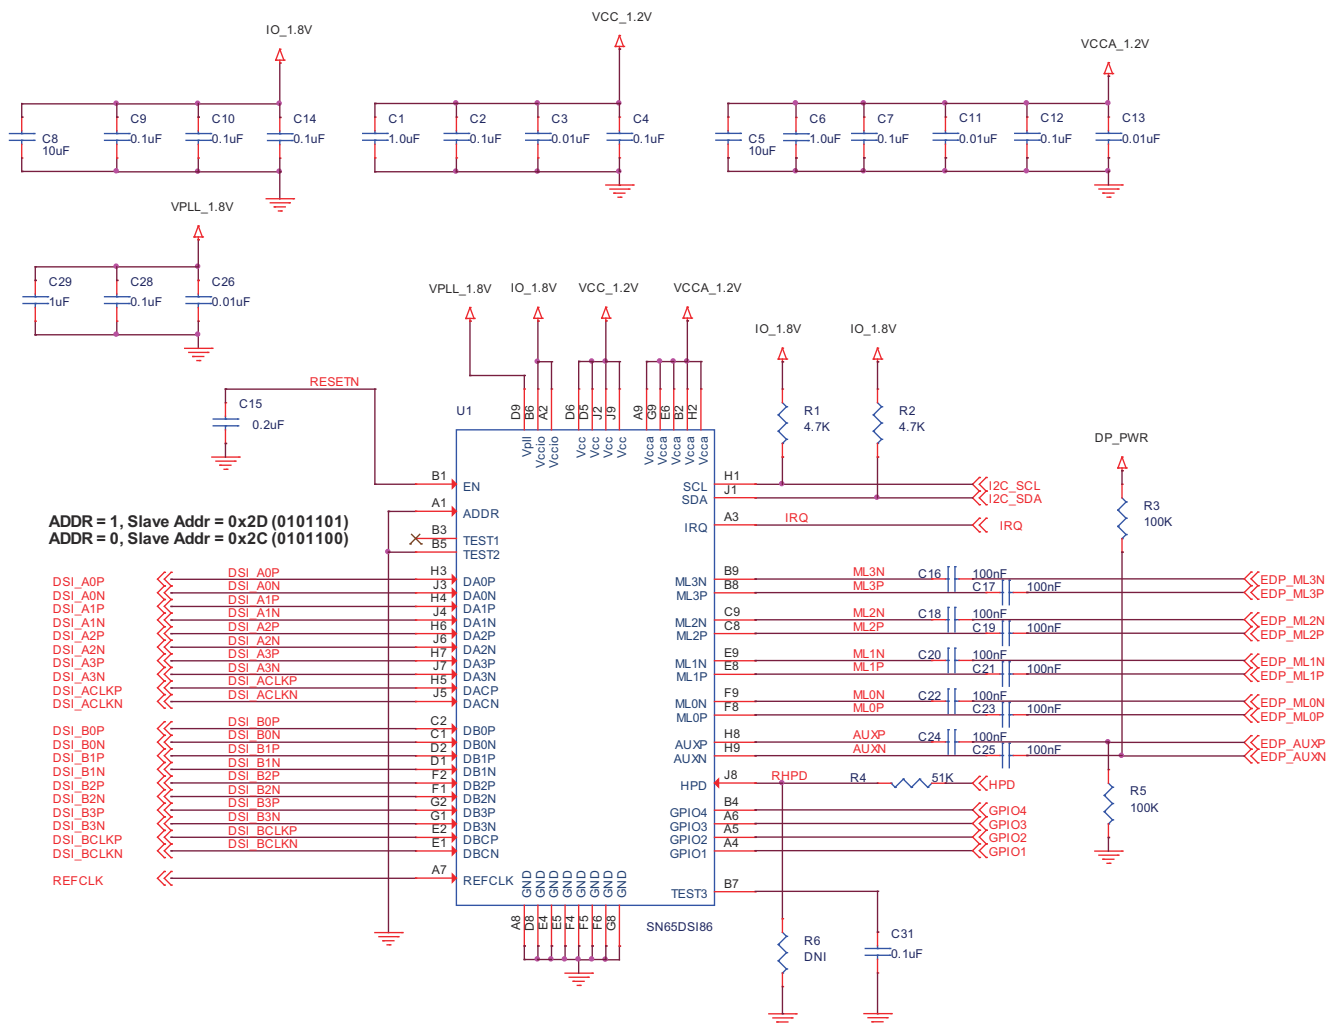 IO_1.8V
VCC_1.2V
VCCA_1.2V
C8
10uF
C9
0.1uF
C10
0.1uF
C14
0.1uF
C1
1.0uF
C2
0.1uF
C3
0.01uF
C4
0.1uF
C5
10uF
C6
1.0uF
C7
0.1uF
C11
0.01uF
C12
0.1uF
C13
0.01uF
VPLL_1.8V
C29
1uF
C28
0.1uF
C26
0.01uF
VPLL_1.8V
IO_1.8V
VCC_1.2V
VCCA_1.2V
IO_1.8V
IO_1.8V
RESETN
C15
0.2uF
U1
D9
B6
A2
D6
D5
J2
J9
A9
G9
E6
B2
H2
Vpll
Vccio
Vccio
Vcc
Vcc
Vcc
Vcc
Vcca
Vcca
Vcca
Vcca
Vcca
R1
4.7K
R2
4.7K
DP_PWR
R3
100K
B1
EN
A1
ADDR
B3
TEST1
B5
TEST2
ADDR = 1, Slave Addr = 0x2D (0101101)
ADDR = 0, Slave Addr = 0x2C (0101100)
DSI_A0P DSI_A0P H3 DA0P
DSI_A0N DSI_A0N J3 DA0N
DSI_A1P DSI_A1P H4 DA1P
DSI_A1N DSI_A1N J4 DA1N
DSI_A2P DSI_A2P H6 DA2P
DSI_A2N DSI_A2N J6 DA2N
DSI_A3P DSI_A3P H7 DA3P
DSI_A3N DSI_A3N J7 DA3N
DSI_ACLKP DSI_ACLKP H5 DACP
DSI_ACLKN DSI_ACLKN J5 DACN
DSI_B0P DSI_B0P C2 DB0P
DSI_B0N DSI_B0N C1 DB0N
DSI_B1P DSI_B1P D2 DB1P
DSI_B1N DSI_B1N D1 DB1N
DSI_B2P DSI_B2P F2 DB2P
DSI_B2N DSI_B2N F1 DB2N
DSI_B3P DSI_B3P G2 DB3P
DSI_B3N DSI_B3N G1 DB3N
DSI_BCLKP DSI_BCLKP E2 DBCP
DSI_BCLKN DSI_BCLKN E1 DBCN
REFCLK A7 REFCLK
SCL H1 I2C_SCL
SDA J1 I2C_SDA
IRQ A3 IRQ IRQ
ML3N B9 ML3N C16 100nF EDP_ML3N
ML3P B8 ML3P C17 100nF EDP_ML3P
ML2N C9 ML2N C18 100nF EDP_ML2N
ML2P C8 ML2P C19 100nF EDP_ML2P
ML1N E9 ML1N C20 100nF EDP_ML1N
ML1P E8 ML1P C21 100nF EDP_ML1P
ML0N F9 ML0N C22 100nF EDP_ML0N
ML0P F8 ML0P C23 100nF EDP_ML0P
AUXP H8 AUXP C24 100nF EDP_AUXP
AUXN H9 AUXN C25 100nF EDP_AUXN
HPD J8 RHPD R4 51K HPD
GPIO4 B4 GPIO4
GPIO3 A6 GPIO3
GPIO2 A5 GPIO2
GPIO1 A4 GPIO1
TEST3 B7
R5
100K
GND
GND
GND
GND
GND
GND
GND
GND
A8
D8
E4
E5
F4
F5
F6
G8
SN65DSI86
R6
DNI
C31
0.1uF